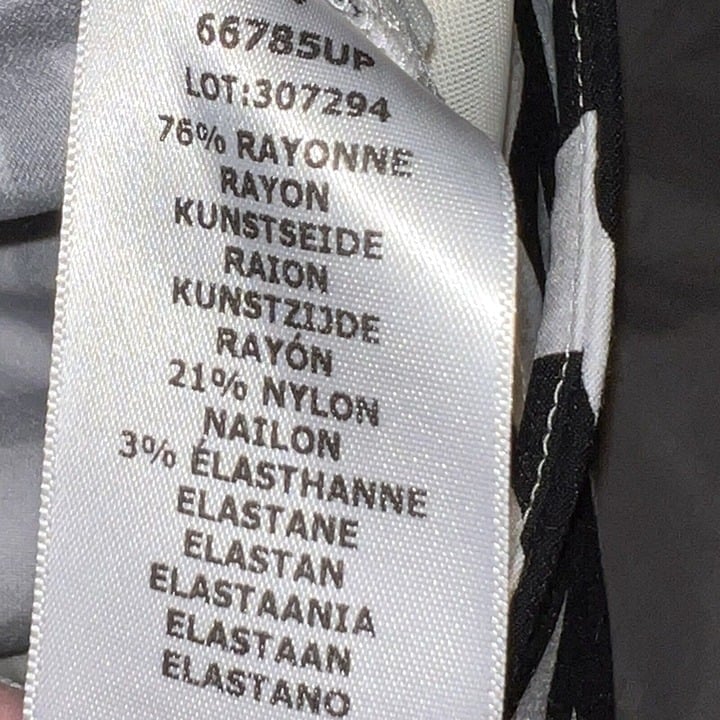 66785UP
LOT:307294
76% RAYONNE
RAYON
KUNSTSEIDE
RAION
KUNSTZIJDE
RAYÓN
21% NYLON
NAILON
3% ÉLASTHANNE
ELASTANE
ELASTAN
ELASTAANIA
ELASTAAN
ELASTANO